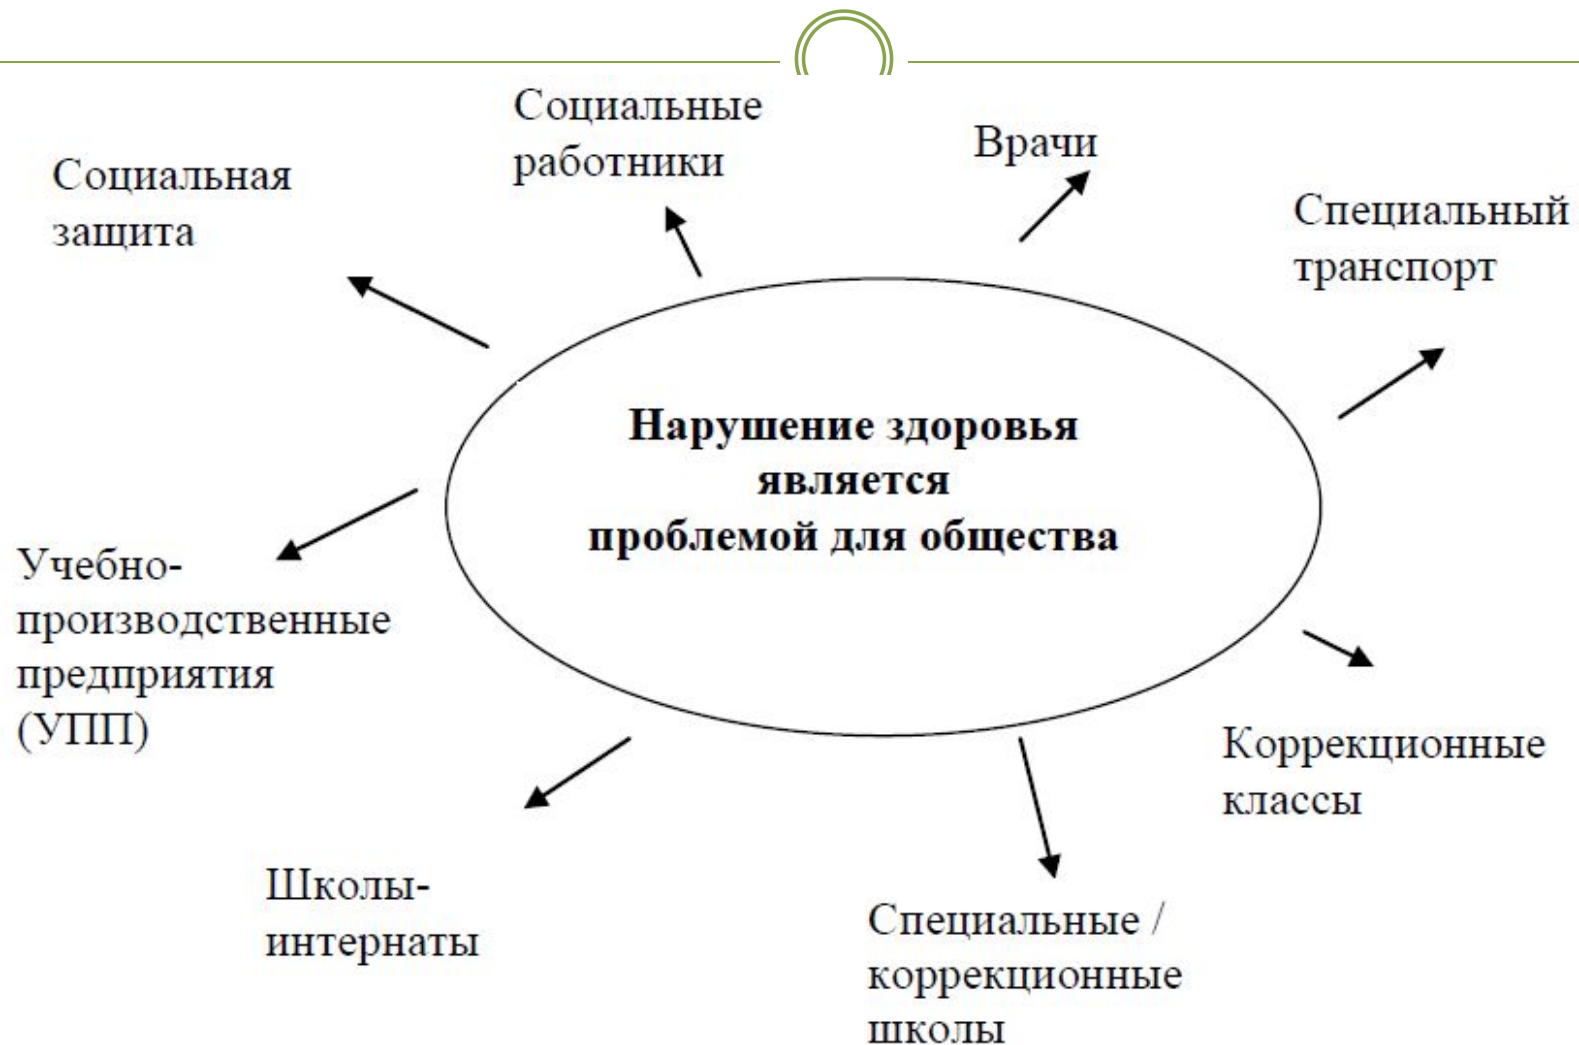 Социальные
работники
Врачи
Социальная
защита
Специальный
транспорт
Нарушение здоровья
является
проблемой для общества
Учебно-
производственные
предприятия
(УПП)
Коррекционные
классы
Школы-
интернаты
Специальные /
коррекционные
школы